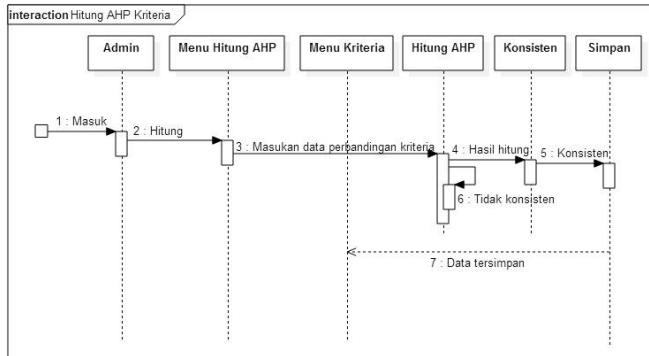 interaction Hitung AHP Kriteria
Admin
Menu Hitung AHP
Menu Kriteria
Hitung AHP
Konsisten
Simpan
1 : Masuk
2 : Hitung
3 : Masukan data perbandingan kriteria
4 : Hasil hitung
5 : Konsisten
6 : Tidak konsisten
7 : Data tersimpan